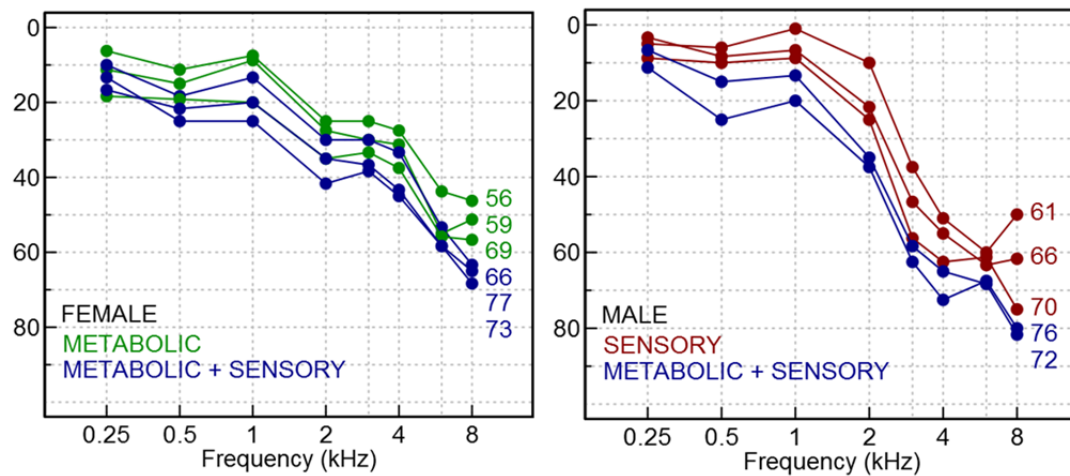 0
20
40
60
80
56
59
69
66
77
73
FEMALE
METABOLIC
METABOLIC + SENSORY
0.25 0.5 1 2 4 8
Frequency (kHz)
0
20
40
60
80
61
66
70
76
72
MALE
SENSORY
METABOLIC + SENSORY
0.25 0.5 1 2 4 8
Frequency (kHz)